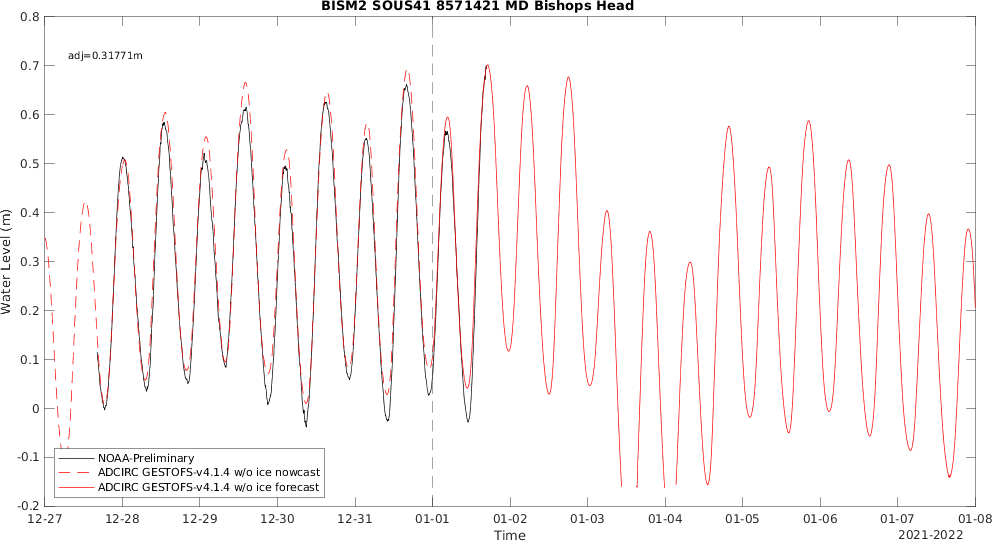 BISM2 SOUS41 8571421 MD Bishops Head
adj=0.31771m
Water Level (m)
0.8
0.7
0.6
0.5
0.4
0.3
0.2
0.1
0
-0.1
-0.2
NOAA-Preliminary
ADCIRC GESTOFS-v4.1.4 w/o ice nowcast
ADCIRC GESTOFS-v4.1.4 w/o ice forecast
12-27 12-28 12-29 12-30 12-31 01-01 01-02 01-03 01-04 01-05 01-06 01-07 01-08
Time
2021-2022